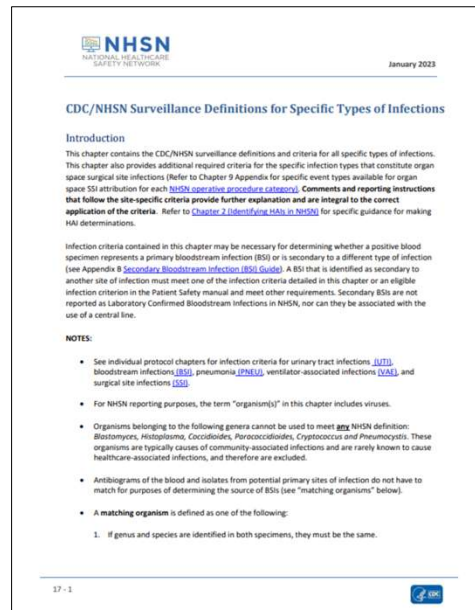 NHSN
NATIONAL HEALTHCARE
SAFETY NETWORK
January 2023
CDC/NHSN Surveillance Definitions for Specific Types of Infections
Introduction
This chapter contains the CDC/NHSN surveillance definitions and criteria for all specific types of infections.
This chapter also provides additional required criteria for the specific infection types that constitute organ
space surgical site infections (Refer to Chapter 9 Appendix for specific event types available for organ
space SSI attribution for each NHSN operative procedure category). Comments and reporting instructions
that follow the site-specific criteria provide further explanation and are integral to the correct
application of the criteria. Refer to Chapter 2 (Identifying HAIs in NHSN) for specific guidance for making
HAI determinations.
Infection criteria contained in this chapter may be necessary for determining whether a positive blood
specimen represents a primary bloodstream infection (BSI) or is secondary to a different type of infection
(see Appendix B Secondary Bloodstream Infection (BSI) Guide). A BSI that is identified as secondary to
another site of infection must meet one of the infection criteria detailed in this chapter or an eligible
infection criterion in the Patient Safety manual and meet other requirements. Secondary BSIs are not
reported as Laboratory Confirmed Bloodstream Infections in NHSN, nor can they be associated with the
use of a central line.
NOTES:
• See individual protocol chapters for infection criteria for urinary tract infections (UTI),
bloodstream infections (BSI), pneumonia (PNEU), ventilator-associated infections (VAE), and
surgical site infections (SSI).
• For NHSN reporting purposes, the term "organism(s)" in this chapter includes viruses.
• Organisms belonging to the following genera cannot be used to meet any NHSN definition:
Blastomyces, Histoplasma, Coccidioides, Paracoccidioides, Cryptococcus and Pneumocystis. These
organisms are typically causes of community-associated infections and are rarely known to cause
healthcare-associated infections, and therefore are excluded.
• Antibiograms of the blood and isolates from potential primary sites of infection do not have to
match for purposes of determining the source of BSIs (see "matching organisms" below).
• A matching organism is defined as one of the following:
1. If genus and species are identified in both specimens, they must be the same.
17 - 1
CDC